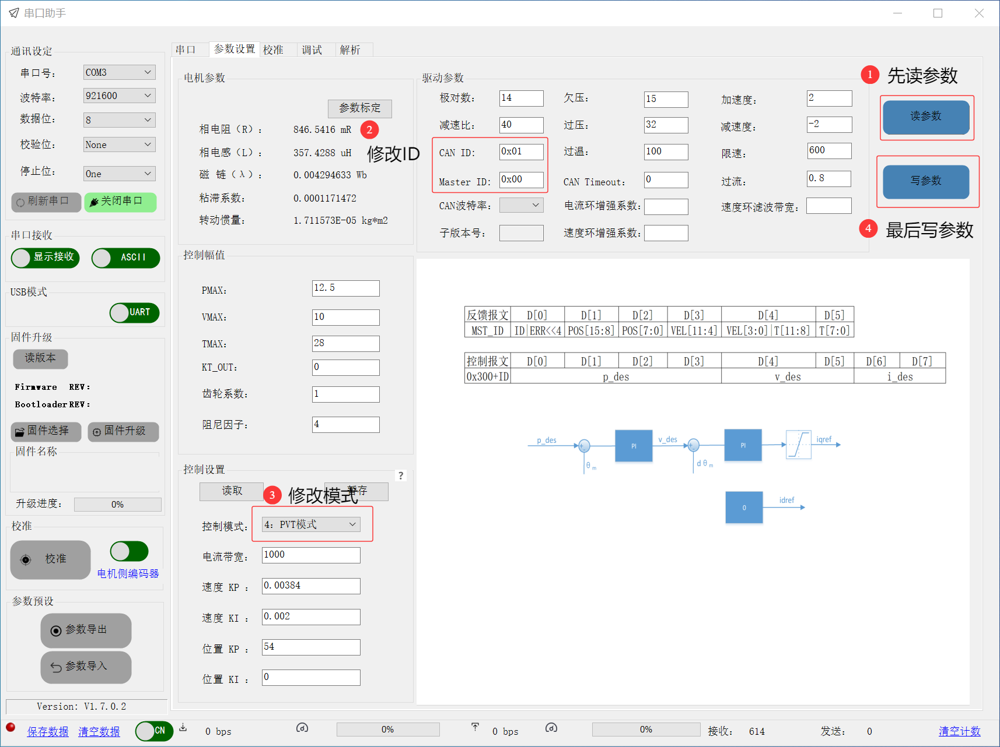 串口助手
通讯设定
串口号: COM3
波特率: 921600
数据位: 8
校验位: None
停止位: One
刷新串口 关闭串口
串口接收
显示接收 ASCII
USB模式
UART
固件升级
读版本
Firmware REV:
Bootloader REV:
固件选择 固件升级
固件名称
升级进度: 0%
校准
校准
电机侧编码器
参数预设
参数导出
参数导入
Version: V1.7.0.2
串口 参数设置 校准 调试 解析
电机参数
参数标定
相电阻(R): 846.5416 mR
相电感(L): 357.4288 uH
磁 链(λ): 0.004294633 Wb
粘滞系数: 0.0001171472
转动惯量: 1.711573E-05 kg*m2
2
修改ID
控制幅值
PMAX: 12.5
VMAX: 10
TMAX: 28
KT_OUT: 0
齿轮系数: 1
阻尼因子: 4
控制设置
?
读取 暂存
3 修改模式
控制模式: 4: PVT模式
电流带宽: 1000
速度 KP : 0.00384
速度 KI : 0.002
位置 KP : 54
位置 KI : 0
驱动参数
极对数: 14 欠压: 15 加速度: 2
减速比: 40 过压: 32 减速度: -2
CAN ID: 0x01 过温: 100 限速: 600
Master ID: 0x00 CAN Timeout: 0 过流: 0.8
CAN波特率: 电流环增强系数: 速度环滤波带宽:
子版本号: 速度环增强系数:
1 先读参数
读参数
写参数
4 最后写参数
反馈报文 D[0] D[1] D[2] D[3] D[4] D[5]
MST_ID ID|ERR<<4 POS[15:8] POS[7:0] VEL[11:4] VEL[3:0]|T[11:8] T[7:0]
控制报文 D[0] D[1] D[2] D[3] D[4] D[5] D[6] D[7]
0x300+ID p_des v_des i_des
p_des + - PI v_des + - PI iqref
θm dθm
0 idref
保存数据 清空数据 CN 0 bps 0% 0 bps 0% 接收: 614 发送: 0 清空计数